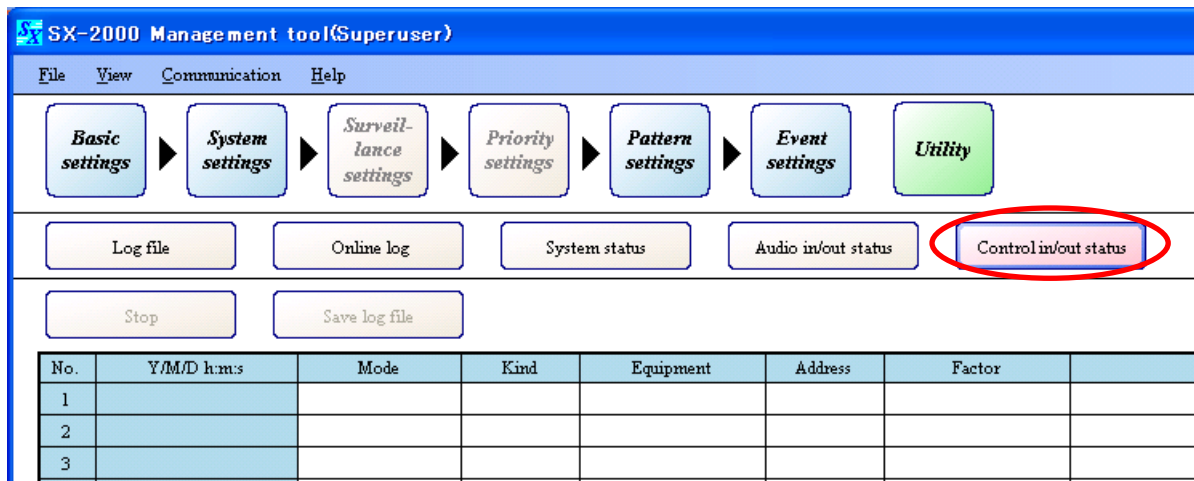 SX SX-2000 Management tool(Superuser)
File View Communication Help
Basic settings System settings Surveil-lance settings Priority settings Pattern settings Event settings Utility
Log file Online log System status Audio in/out status Control in/out status
Stop Save log file
No. Y/M/D h:m:s Mode Kind Equipment Address Factor
1
2
3